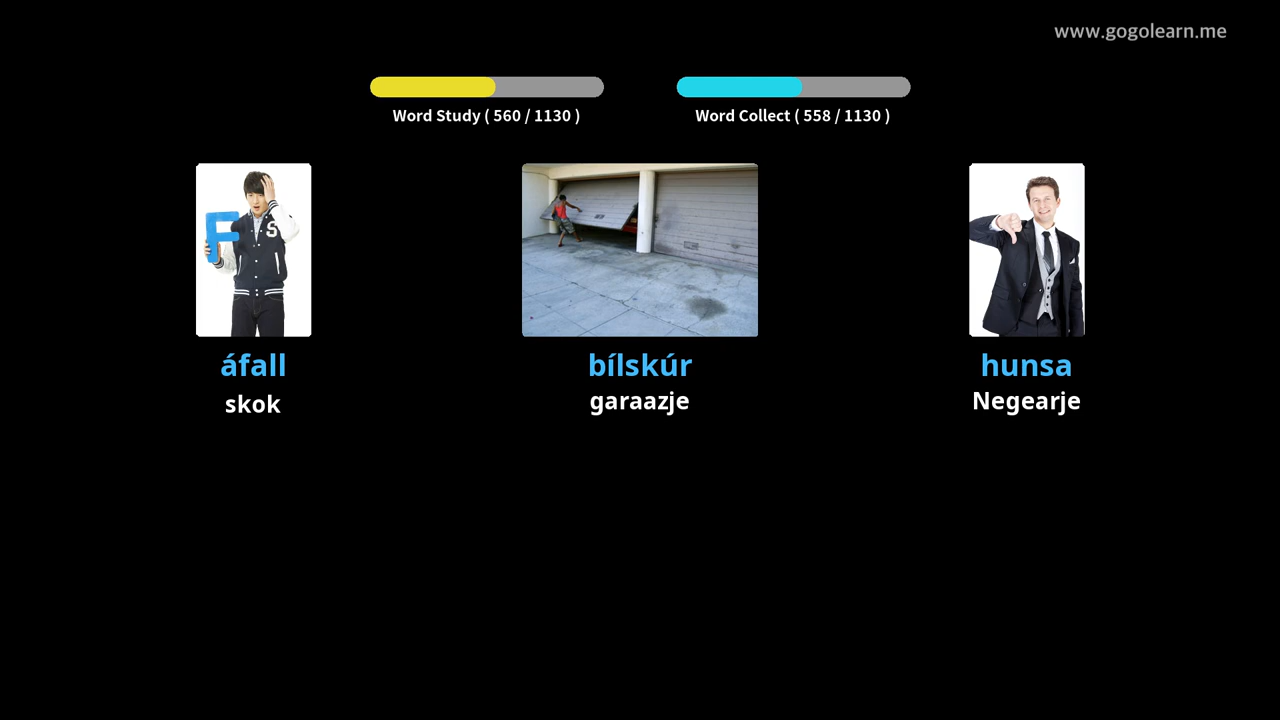 www.gogolearn.me
Word Study ( 560 / 1130 )
Word Collect ( 558 / 1130 )
F
S
áfall
bílskúr
hunsa
skok
garaazje
Negearje